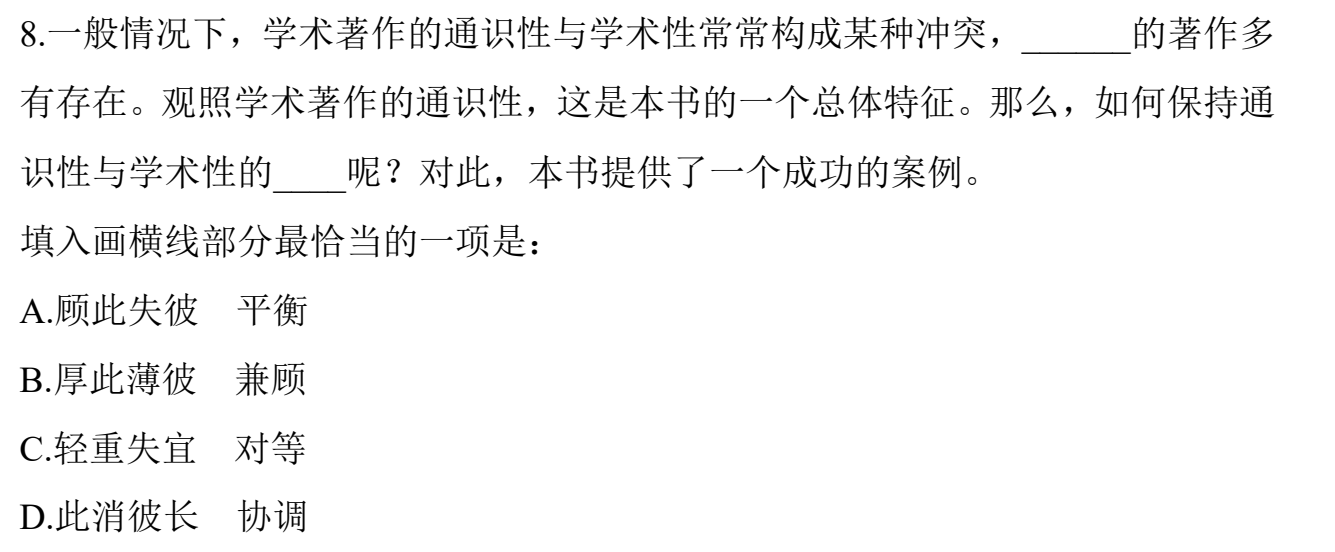 8.一般情况下，学术著作的通识性与学术性常常构成某种冲突，______的著作多
有存在。观照学术著作的通识性，这是本书的一个总体特征。那么，如何保持通
识性与学术性的____呢？对此，本书提供了一个成功的案例。
填入画横线部分最恰当的一项是：
A.顾此失彼 平衡
B.厚此薄彼 兼顾
C.轻重失宜 对等
D.此消彼长 协调